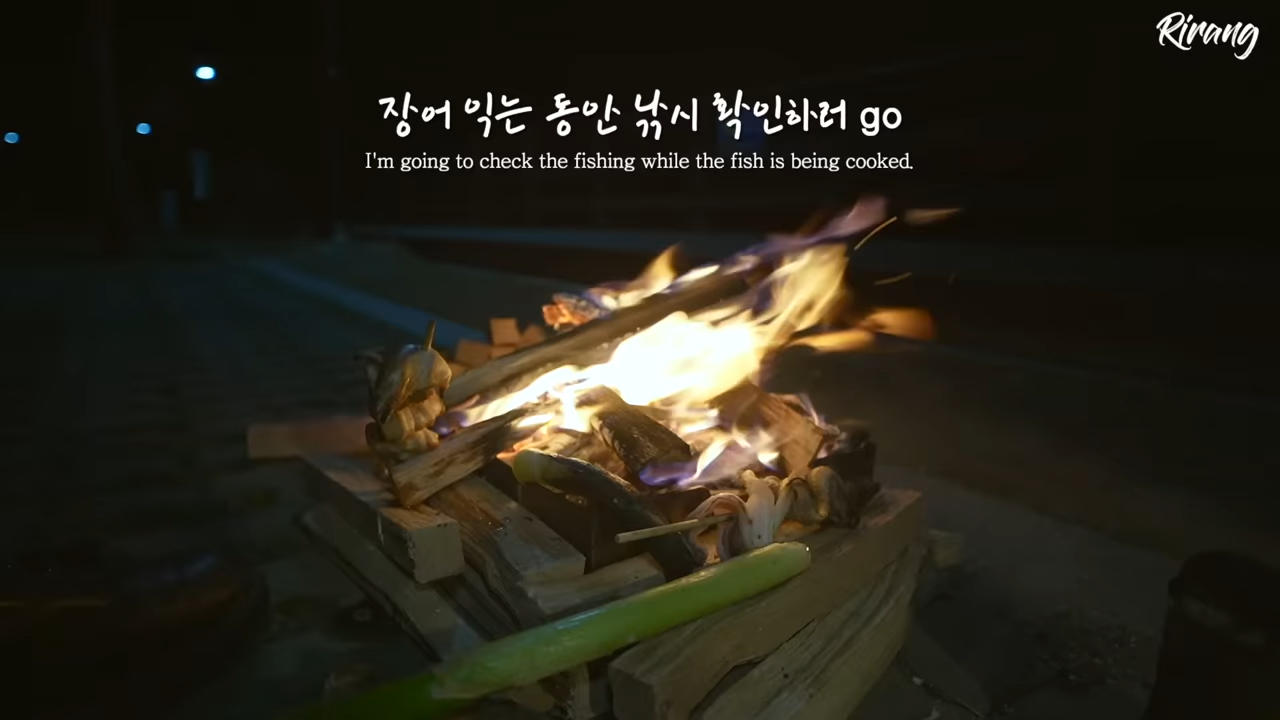 Rirang
장어 익는 동안 낚시 확인하러 go
I'm going to check the fishing while the fish is being cooked.